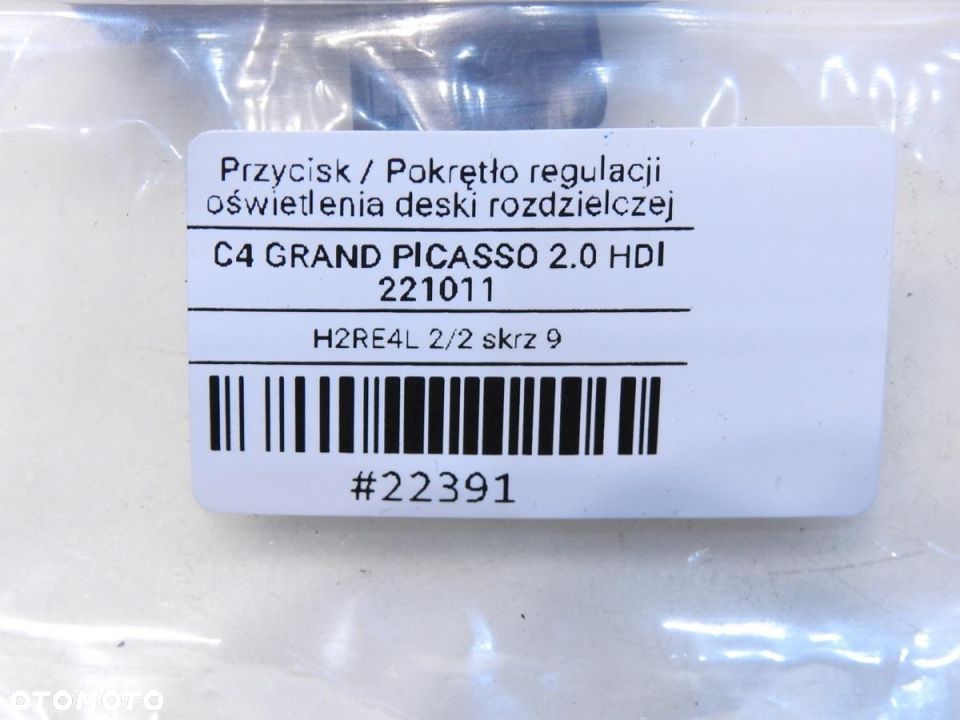 Przycisk / Pokrętło regulacji
oświetlenia deski rozdzielczej
C4 GRAND PICASSO 2.0 HDI
221011
H2RE4L 2/2 skrz 9
#22391
OTOMOTO